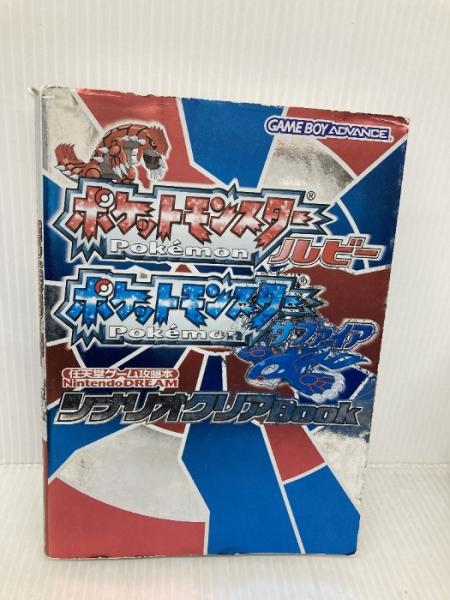 GAME BOY ADVANCE
ポケットモンスター®
Pokémon
ルビー
ポケットモンスター®
Pokémon
サファイア
任天堂ゲーム攻略本
Nintendo DREAM
シナリオクリアBook